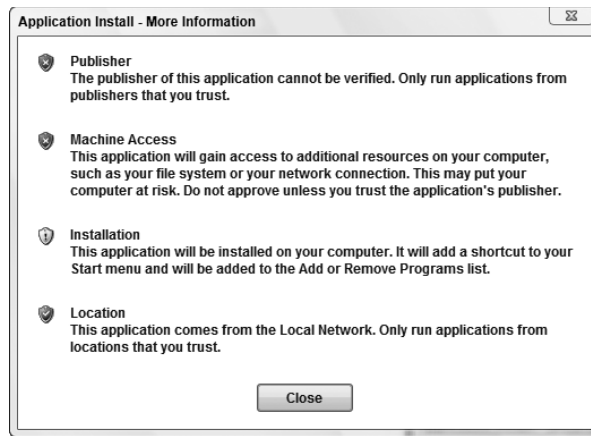 Application Install - More Information
Publisher
The publisher of this application cannot be verified. Only run applications from
publishers that you trust.
Machine Access
This application will gain access to additional resources on your computer,
such as your file system or your network connection. This may put your
computer at risk. Do not approve unless you trust the application's publisher.
Installation
This application will be installed on your computer. It will add a shortcut to your
Start menu and will be added to the Add or Remove Programs list.
Location
This application comes from the Local Network. Only run applications from
locations that you trust.
Close